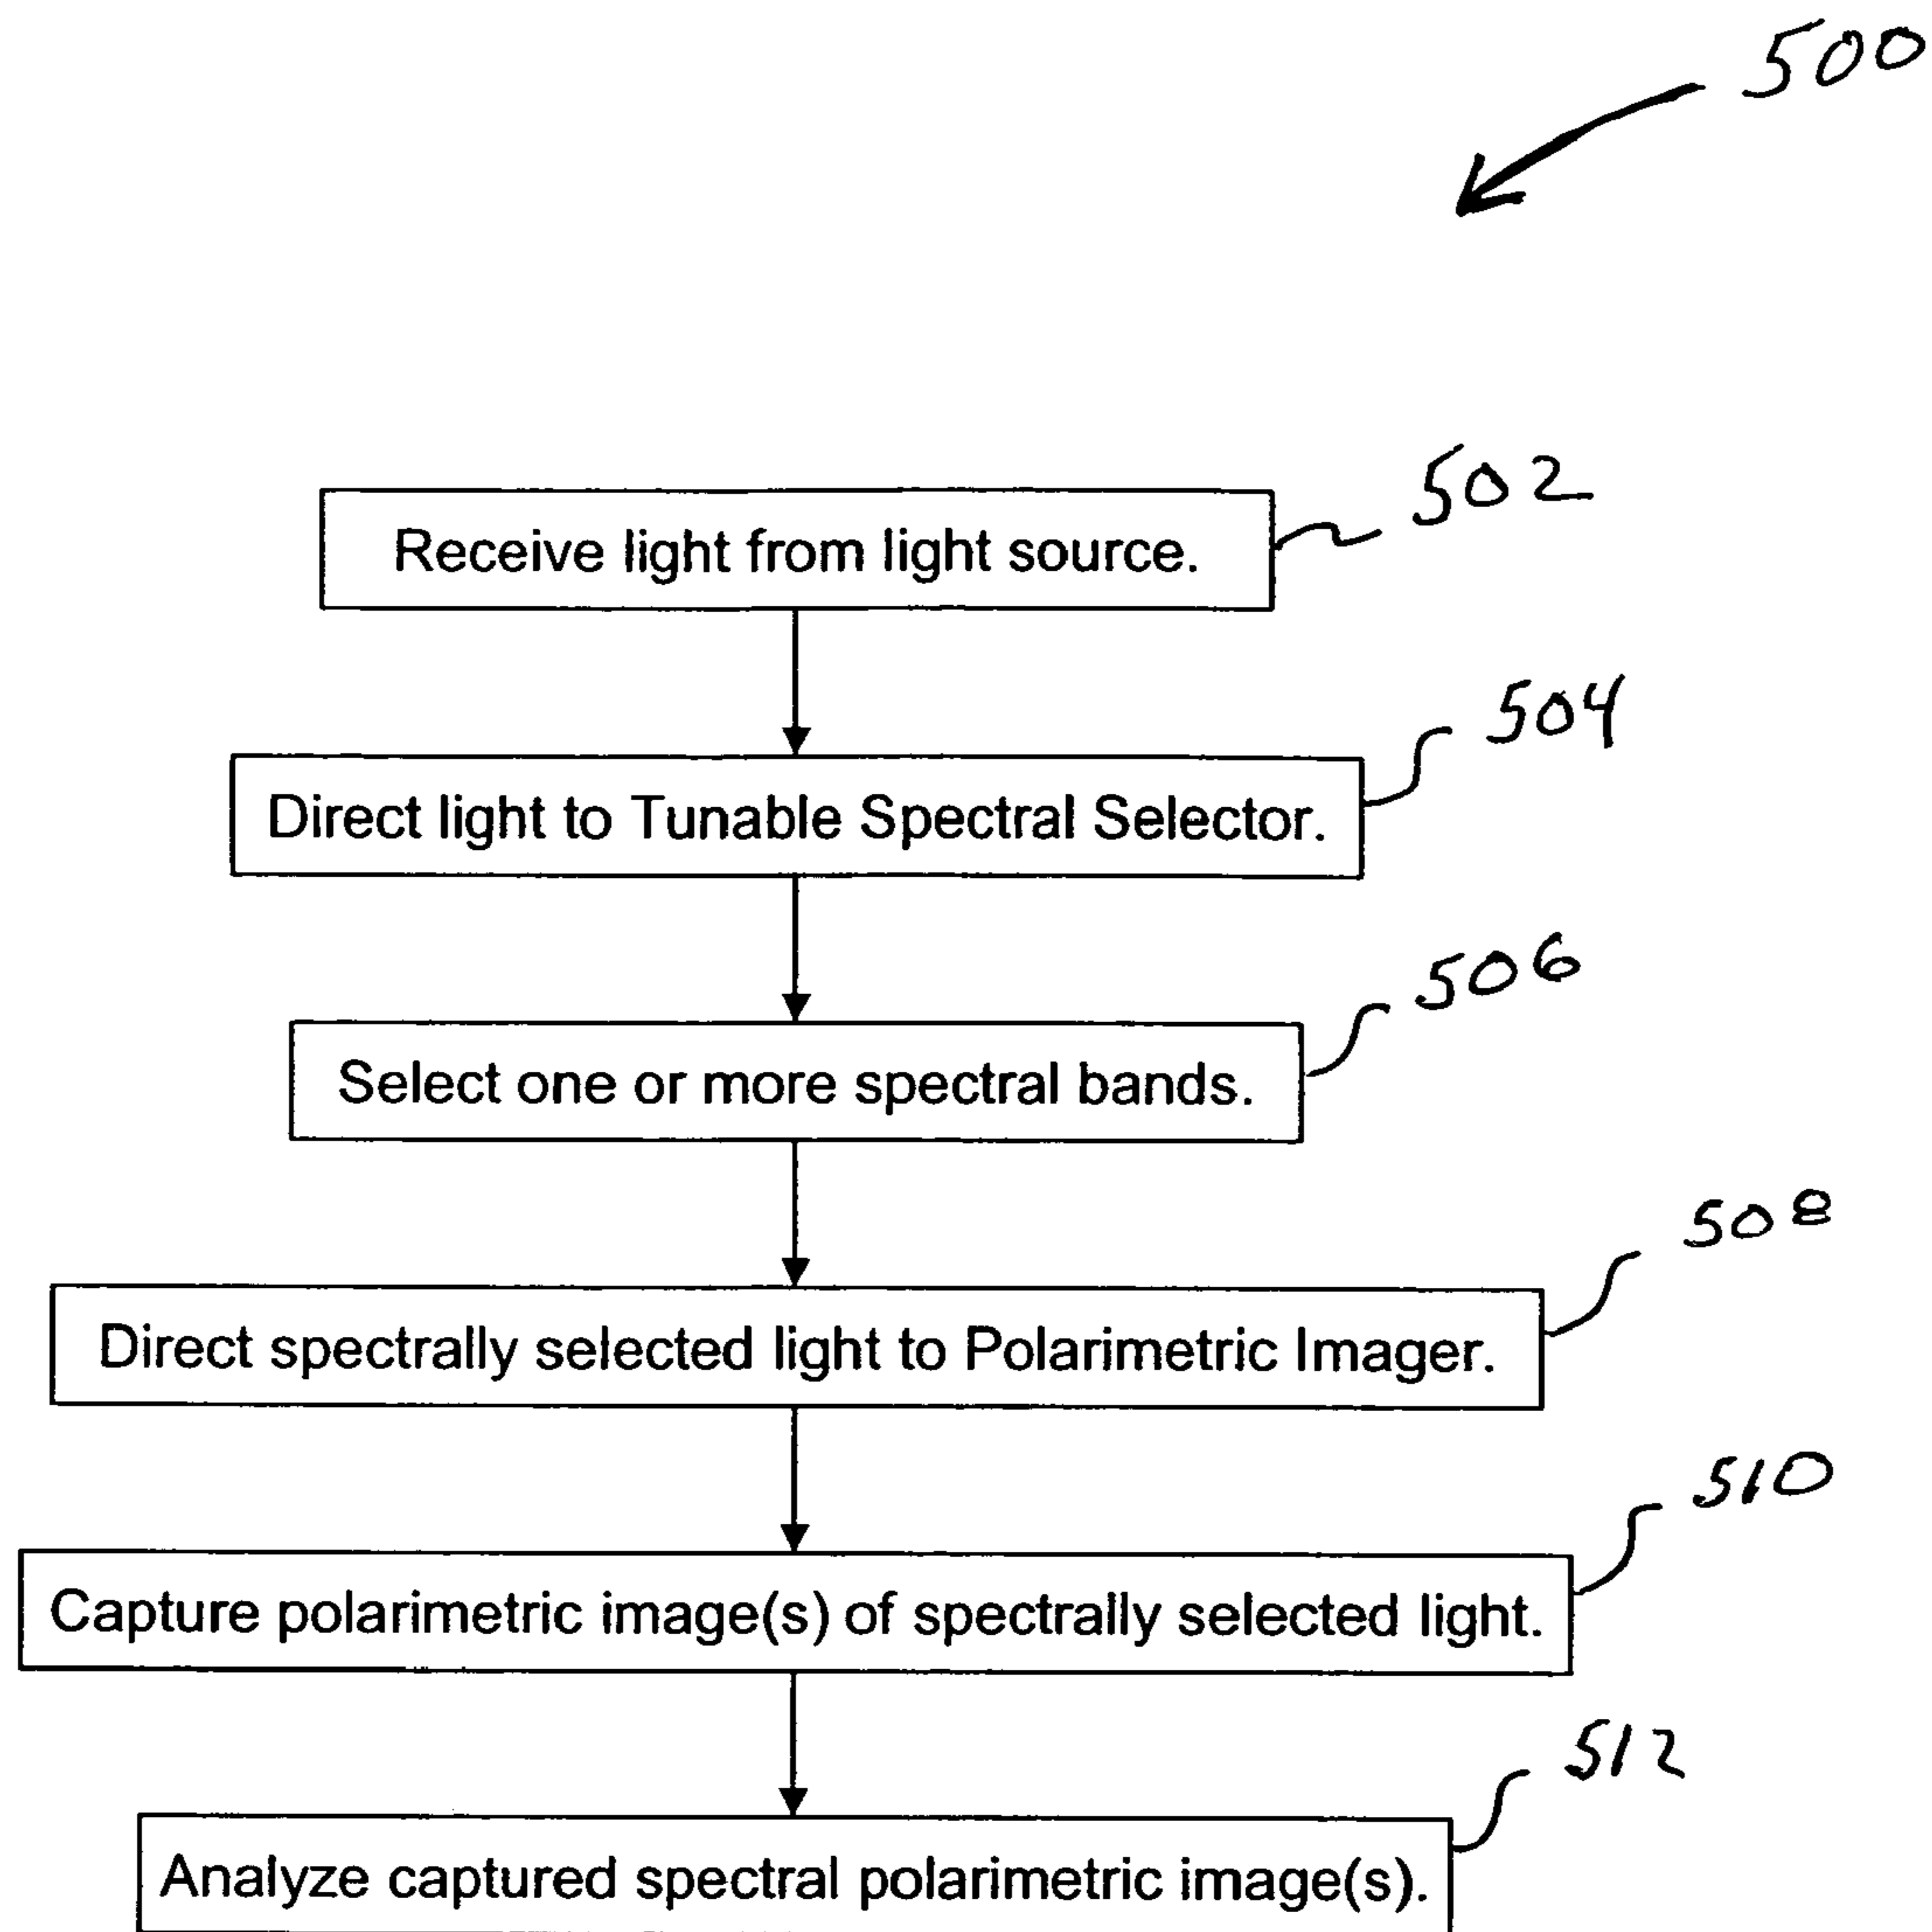 500
502
Receive light from light source.
504
Direct light to Tunable Spectral Selector.
506
Select one or more spectral bands.
508
Direct spectrally selected light to Polarimetric Imager.
510
Capture polarimetric image(s) of spectrally selected light.
512
Analyze captured spectral polarimetric image(s).